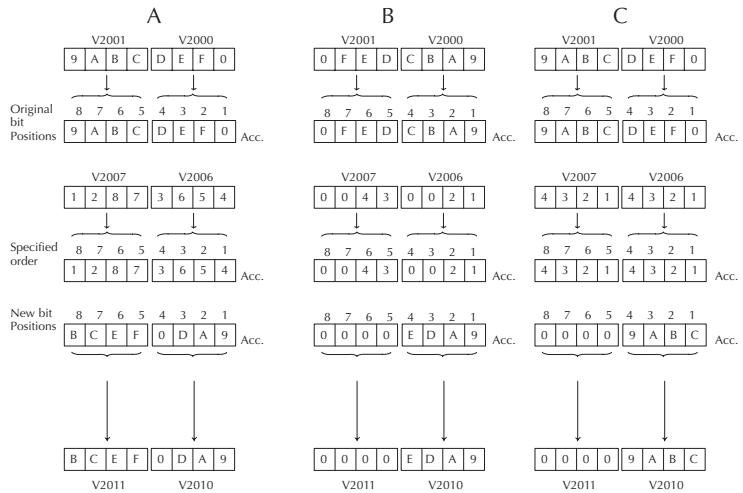 A B C
V2001 V2000 V2001 V2000 V2001 V2000
9 A B C D E F 0 0 F E D C B A 9 9 A B C D E F 0
Original
bit
Positions
8 7 6 5 4 3 2 1 8 7 6 5 4 3 2 1 8 7 6 5 4 3 2 1
9 A B C D E F 0 Acc. 0 F E D C B A 9 Acc. 9 A B C D E F 0 Acc.
V2007 V2006 V2007 V2006 V2007 V2006
1 2 8 7 3 6 5 4 0 0 4 3 0 0 2 1 4 3 2 1 4 3 2 1
Specified
order
8 7 6 5 4 3 2 1 8 7 6 5 4 3 2 1 8 7 6 5 4 3 2 1
1 2 8 7 3 6 5 4 Acc. 0 0 4 3 0 0 2 1 Acc. 4 3 2 1 4 3 2 1 Acc.
New bit
Positions
8 7 6 5 4 3 2 1 8 7 6 5 4 3 2 1 8 7 6 5 4 3 2 1
B C E F 0 D A 9 Acc. 0 0 0 0 E D A 9 Acc. 0 0 0 0 9 A B C Acc.
B C E F 0 D A 9 0 0 0 0 E D A 9 0 0 0 0 9 A B C
V2011 V2010 V2011 V2010 V2011 V2010